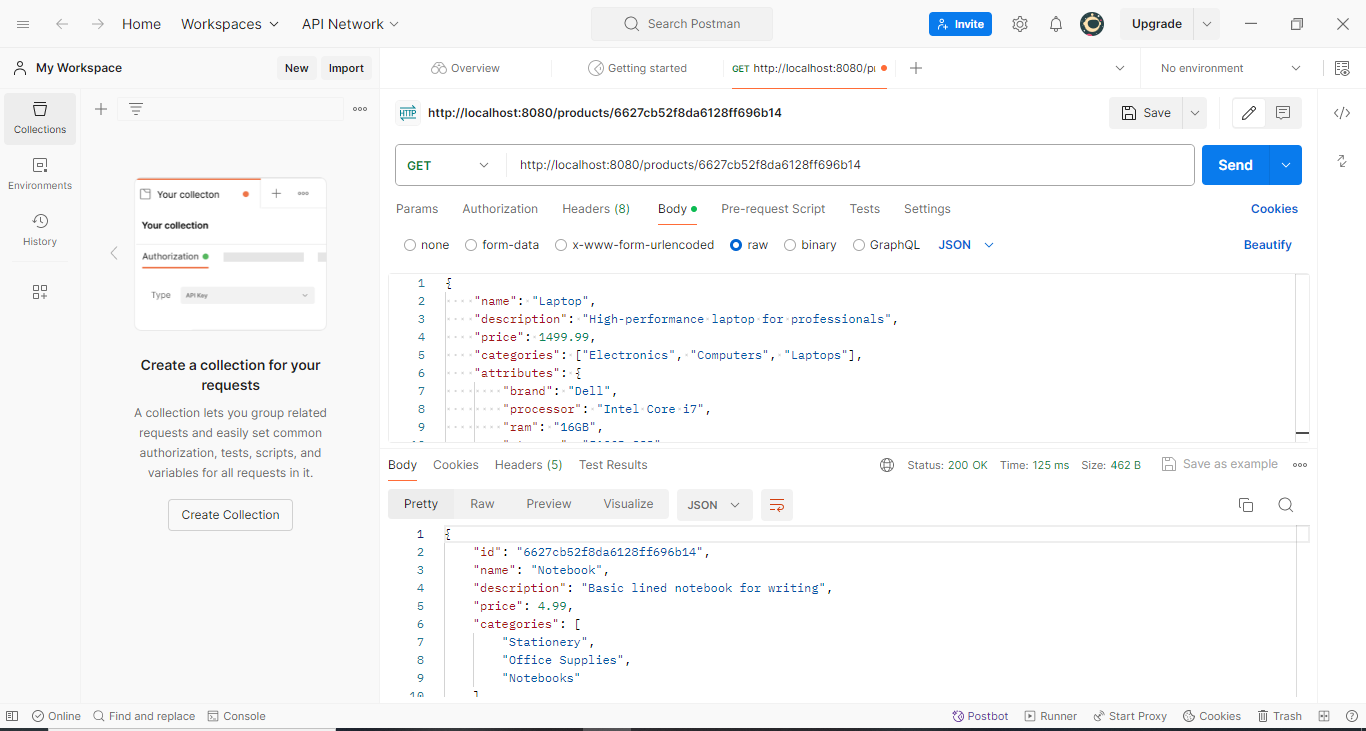 Home Workspaces API Network Search Postman Invite Upgrade
My Workspace New Import Overview Getting started GET http://localhost:8080/pr No environment
Collections
Environments
History
Your collecton
Your collection
Authorization
Type API Key
Create a collection for your
requests
A collection lets you group related
requests and easily set common
authorization, tests, scripts, and
variables for all requests in it.
Create Collection
HTTP http://localhost:8080/products/6627cb52f8da6128ff696b14 Save
GET http://localhost:8080/products/6627cb52f8da6128ff696b14 Send
Params Authorization Headers (8) Body Pre-request Script Tests Settings Cookies
none form-data x-www-form-urlencoded raw binary GraphQL JSON Beautify
1 {
2 "name": "Laptop",
3 "description": "High-performance laptop for professionals",
4 "price": 1499.99,
5 "categories": ["Electronics", "Computers", "Laptops"],
6 "attributes": {
7 "brand": "Dell",
8 "processor": "Intel Core i7",
9 "ram": "16GB",
Body Cookies Headers (5) Test Results Status: 200 OK Time: 125 ms Size: 462 B Save as example
Pretty Raw Preview Visualize JSON
1 {
2 "id": "6627cb52f8da6128ff696b14",
3 "name": "Notebook",
4 "description": "Basic lined notebook for writing",
5 "price": 4.99,
6 "categories": [
7 "Stationery",
8 "Office Supplies",
9 "Notebooks"
10 ]
Online Find and replace Console Postbot Runner Start Proxy Cookies Trash